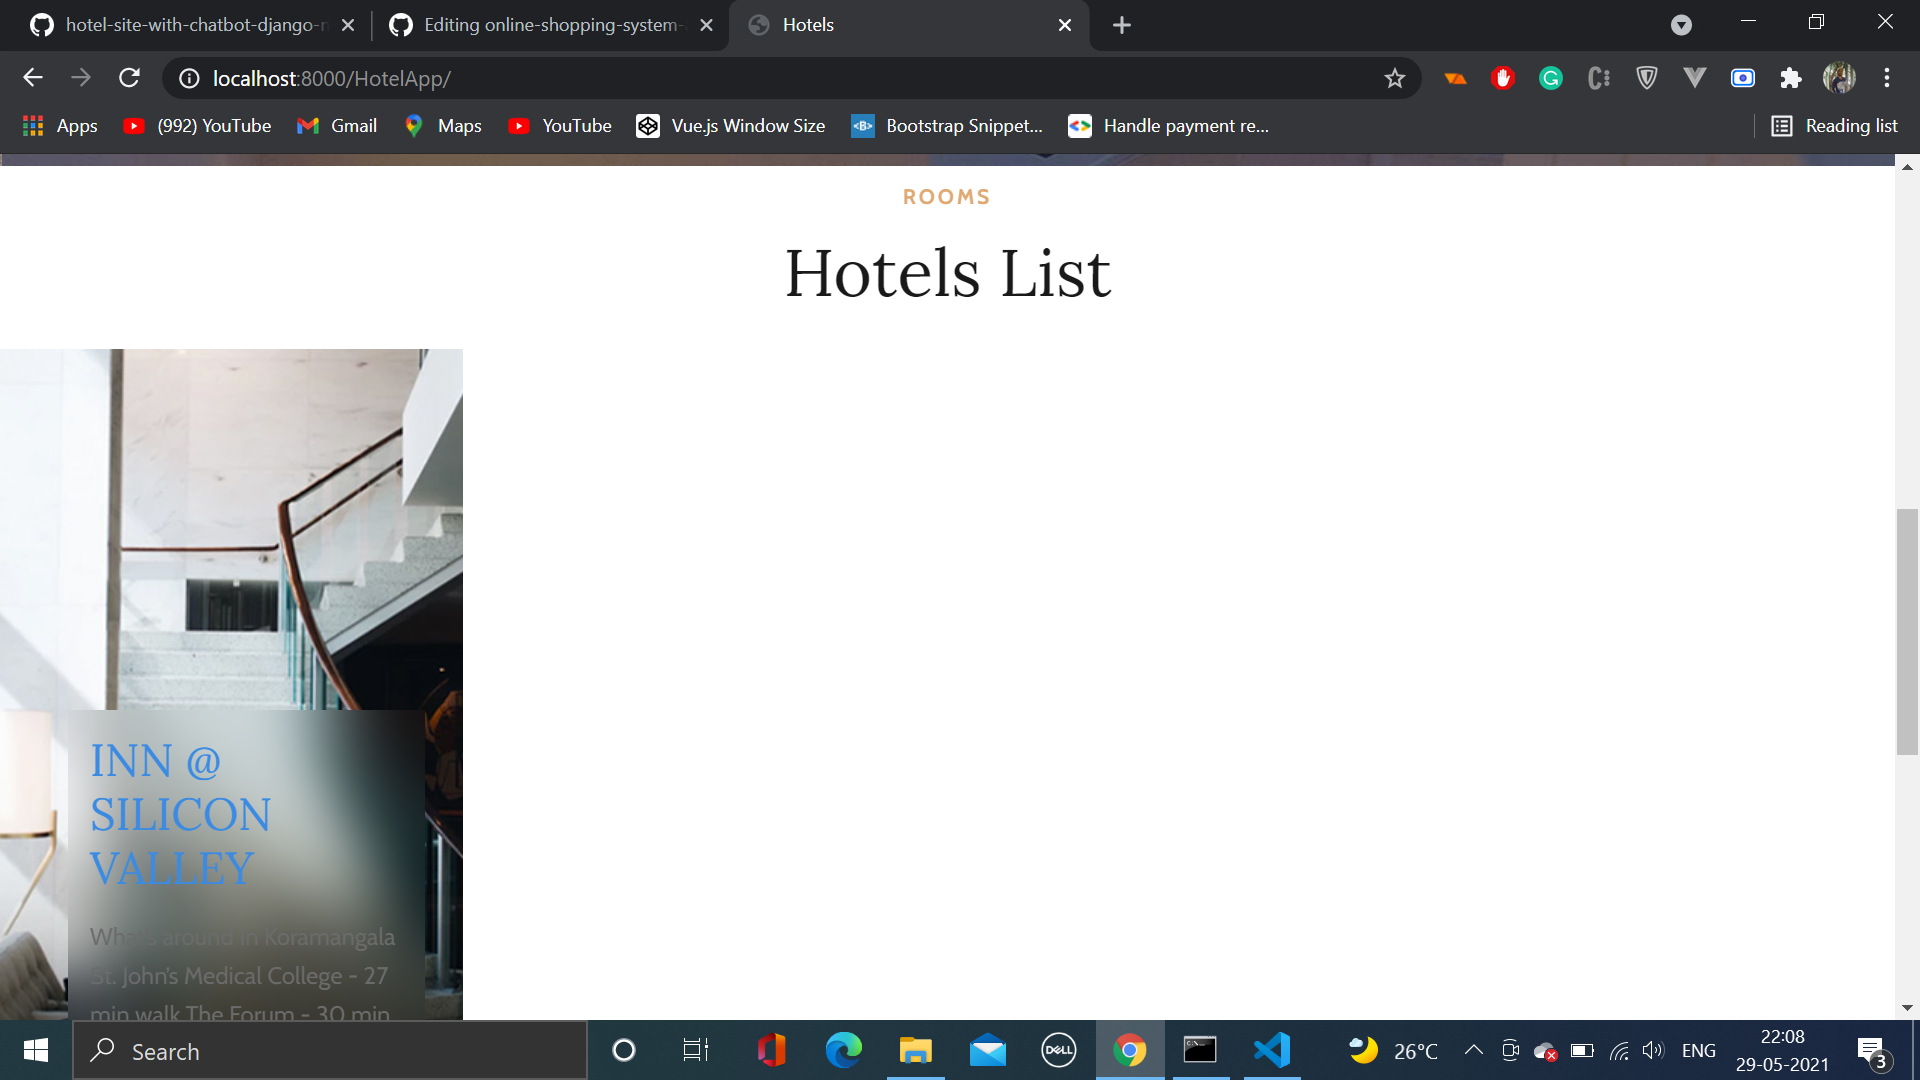 hotel-site-with-chatbot-django-r
Editing online-shopping-system-
Hotels
localhost:8000/HotelApp/
Apps
(992) YouTube
Gmail
Maps
YouTube
Vue.js Window Size
Bootstrap Snippet...
Handle payment re...
Reading list
ROOMS
Hotels List
INN @
SILICON
VALLEY
What's around in Koramangala
St. John's Medical College - 27
min walk The Forum - 30 min
Search
DELL
26°C
ENG
22:08
29-05-2021
3